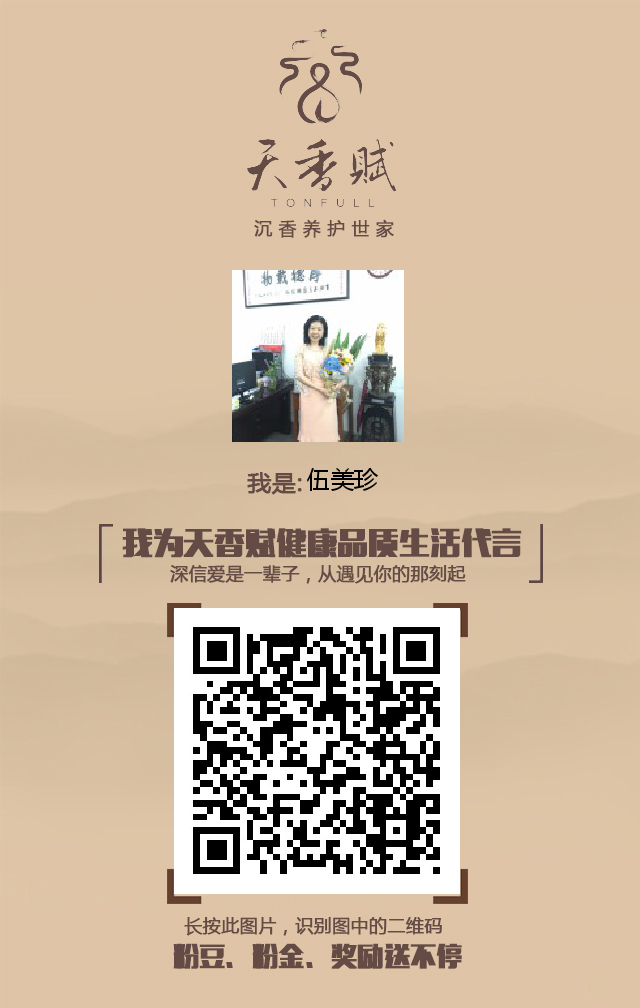 天香赋
TONFULL
沉香养护世家
厚德載物
我是:伍美珍
我为天香赋健康品质生活代言
深信爱是一辈子，从遇见你的那刻起
长按此图片，识别图中的二维码
粉豆、粉金、奖励送不停